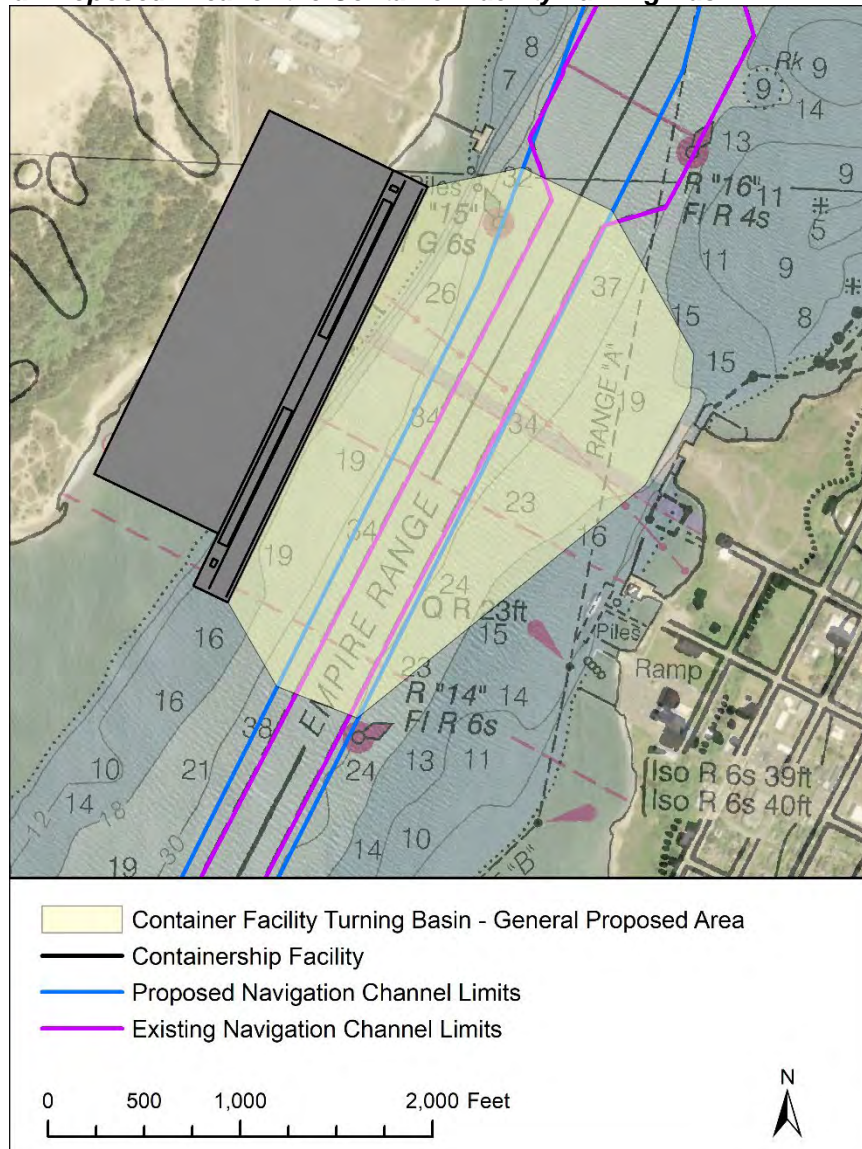 8
7
Rk 9
9
14
13
Piles
32
R "16"
Fl R 4s
9
11
"15"
G 6s
5
11
9
37
26
15
8
15
RANGE "A"
19
34
34
19
23
34
16
19
24
Q R 23ft
EMPIRE RANGE
15
Piles
16
23
Ramp
R "14"
Fl R 6s
14
16
38
13
11
24
21
10
Iso R 6s 39ft
Iso R 6s 40ft
14
12
18
10
30
14
19
"B"
Container Facility Turning Basin - General Proposed Area
Containership Facility
Proposed Navigation Channel Limits
Existing Navigation Channel Limits
N
0 500 1,000 2,000 Feet